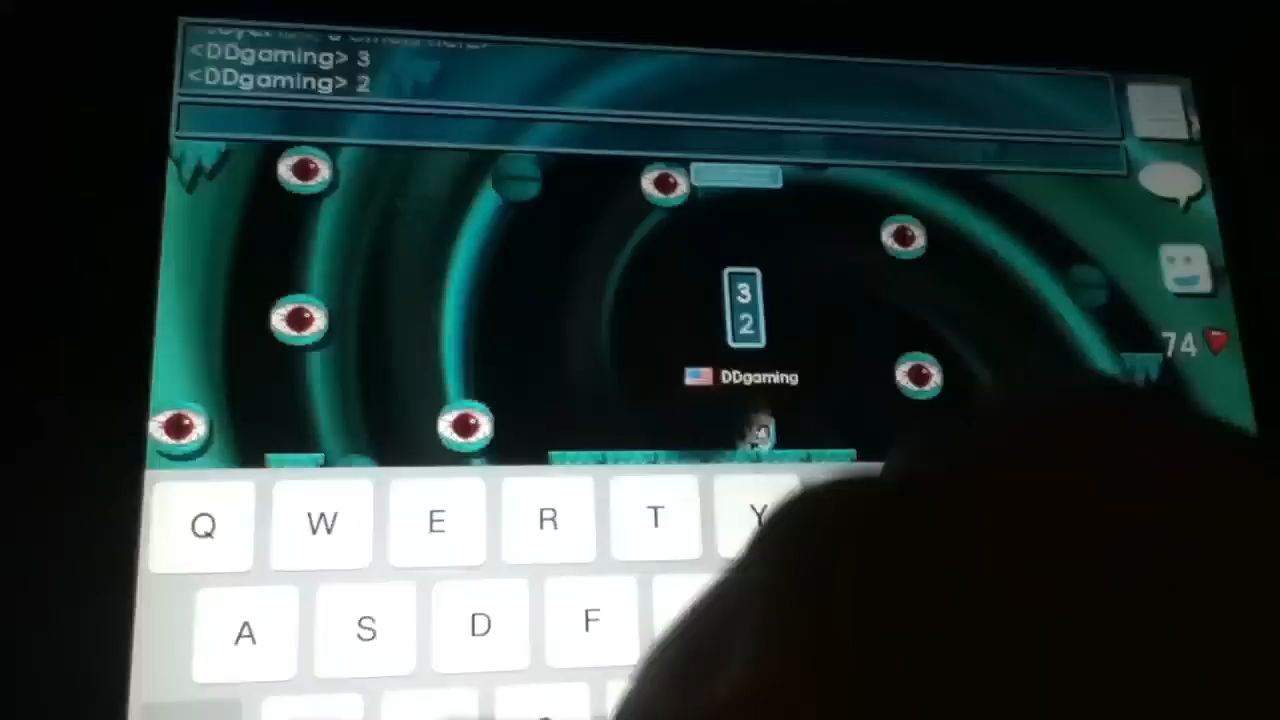 <DDgaming> 3
<DDgaming> 2
3
2
DDgaming
74
Q W E R T Y
A S D F